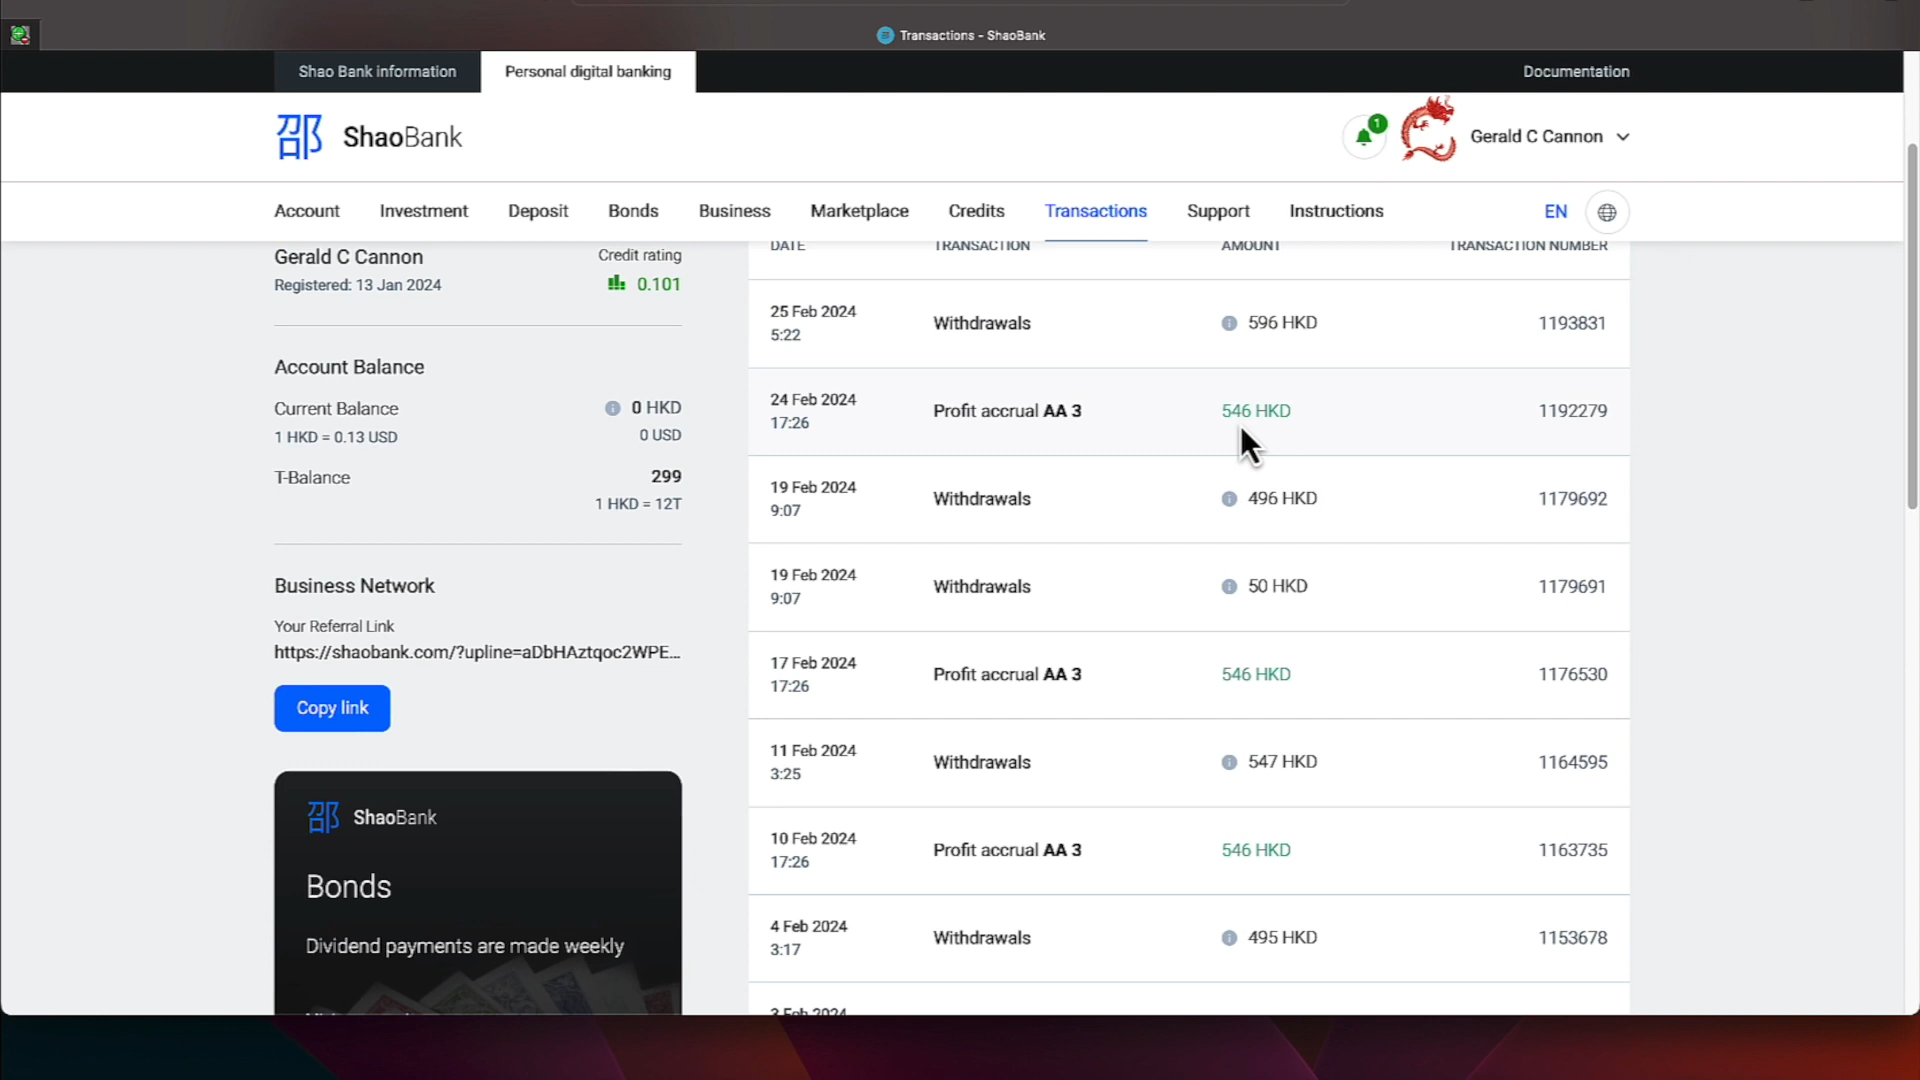 Transactions - ShaoBank
Shao Bank information
Personal digital banking
Documentation
邵 ShaoBank
1
Gerald C Cannon
Account
Investment
Deposit
Bonds
Business
Marketplace
Credits
Transactions
Support
Instructions
EN
Gerald C Cannon
Credit rating
Registered: 13 Jan 2024
0.101
Account Balance
Current Balance
0 HKD
1 HKD = 0.13 USD
0 USD
T-Balance
299
1 HKD = 12T
Business Network
Your Referral Link
https://shaobank.com/?upline=aDbHAztqoc2WPE...
Copy link
邵 ShaoBank
Bonds
Dividend payments are made weekly
DATE TRANSACTION AMOUNT TRANSACTION NUMBER
25 Feb 2024
5:22
Withdrawals
596 HKD
1193831
24 Feb 2024
17:26
Profit accrual AA 3
546 HKD
1192279
19 Feb 2024
9:07
Withdrawals
496 HKD
1179692
19 Feb 2024
9:07
Withdrawals
50 HKD
1179691
17 Feb 2024
17:26
Profit accrual AA 3
546 HKD
1176530
11 Feb 2024
3:25
Withdrawals
547 HKD
1164595
10 Feb 2024
17:26
Profit accrual AA 3
546 HKD
1163735
4 Feb 2024
3:17
Withdrawals
495 HKD
1153678
3 Feb 2024